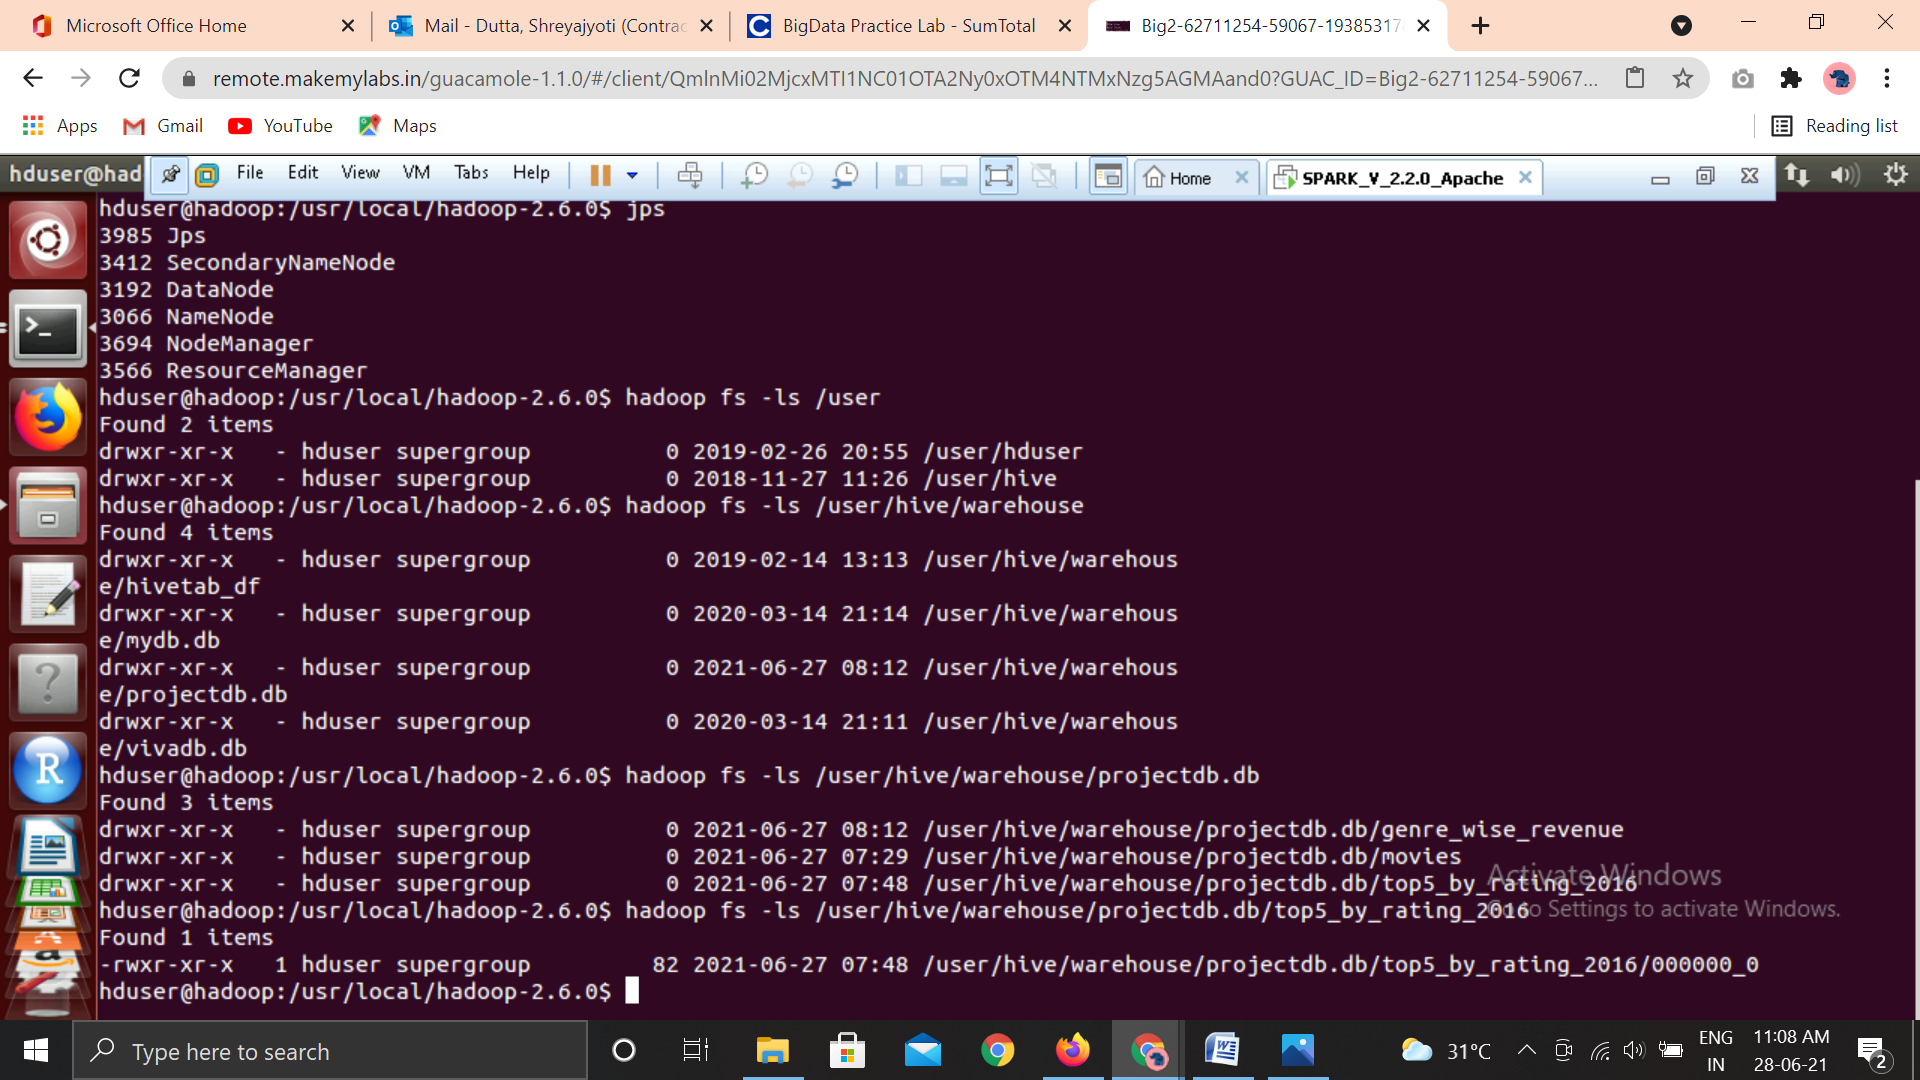 Microsoft Office Home
Mail - Dutta, Shreyajyoti (Contrac
BigData Practice Lab - SumTotal
Big2-62711254-59067-1938531
remote.makemylabs.in/guacamole-1.1.0/#/client/QmlnMi02MjcxMTI1NC01OTA2Ny0xOTM4NTMxNzg5AGMAand0?GUAC_ID=Big2-62711254-59067...
Apps
Gmail
YouTube
Maps
Reading list
hduser@had
File Edit View VM Tabs Help
Home
SPARK_V_2.2.0_Apache
hduser@hadoop:/usr/local/hadoop-2.6.0$ jps
3985 Jps
3412 SecondaryNameNode
3192 DataNode
3066 NameNode
3694 NodeManager
3566 ResourceManager
hduser@hadoop:/usr/local/hadoop-2.6.0$ hadoop fs -ls /user
Found 2 items
drwxr-xr-x   - hduser supergroup          0 2019-02-26 20:55 /user/hduser
drwxr-xr-x   - hduser supergroup          0 2018-11-27 11:26 /user/hive
hduser@hadoop:/usr/local/hadoop-2.6.0$ hadoop fs -ls /user/hive/warehouse
Found 4 items
drwxr-xr-x   - hduser supergroup          0 2019-02-14 13:13 /user/hive/warehous
e/hivetab_df
drwxr-xr-x   - hduser supergroup          0 2020-03-14 21:14 /user/hive/warehous
e/mydb.db
drwxr-xr-x   - hduser supergroup          0 2021-06-27 08:12 /user/hive/warehous
e/projectdb.db
drwxr-xr-x   - hduser supergroup          0 2020-03-14 21:11 /user/hive/warehous
e/vivadb.db
hduser@hadoop:/usr/local/hadoop-2.6.0$ hadoop fs -ls /user/hive/warehouse/projectdb.db
Found 3 items
drwxr-xr-x   - hduser supergroup          0 2021-06-27 08:12 /user/hive/warehouse/projectdb.db/genre_wise_revenue
drwxr-xr-x   - hduser supergroup          0 2021-06-27 07:29 /user/hive/warehouse/projectdb.db/movies
drwxr-xr-x   - hduser supergroup          0 2021-06-27 07:48 /user/hive/warehouse/projectdb.db/top5_by_rating_2016
hduser@hadoop:/usr/local/hadoop-2.6.0$ hadoop fs -ls /user/hive/warehouse/projectdb.db/top5_by_rating_2016
Found 1 items
-rwxr-xr-x   1 hduser supergroup         82 2021-06-27 07:48 /user/hive/warehouse/projectdb.db/top5_by_rating_2016/000000_0
hduser@hadoop:/usr/local/hadoop-2.6.0$
Activate Windows
Go to Settings to activate Windows.
Type here to search
31°C
ENG
IN
11:08 AM
28-06-21
2